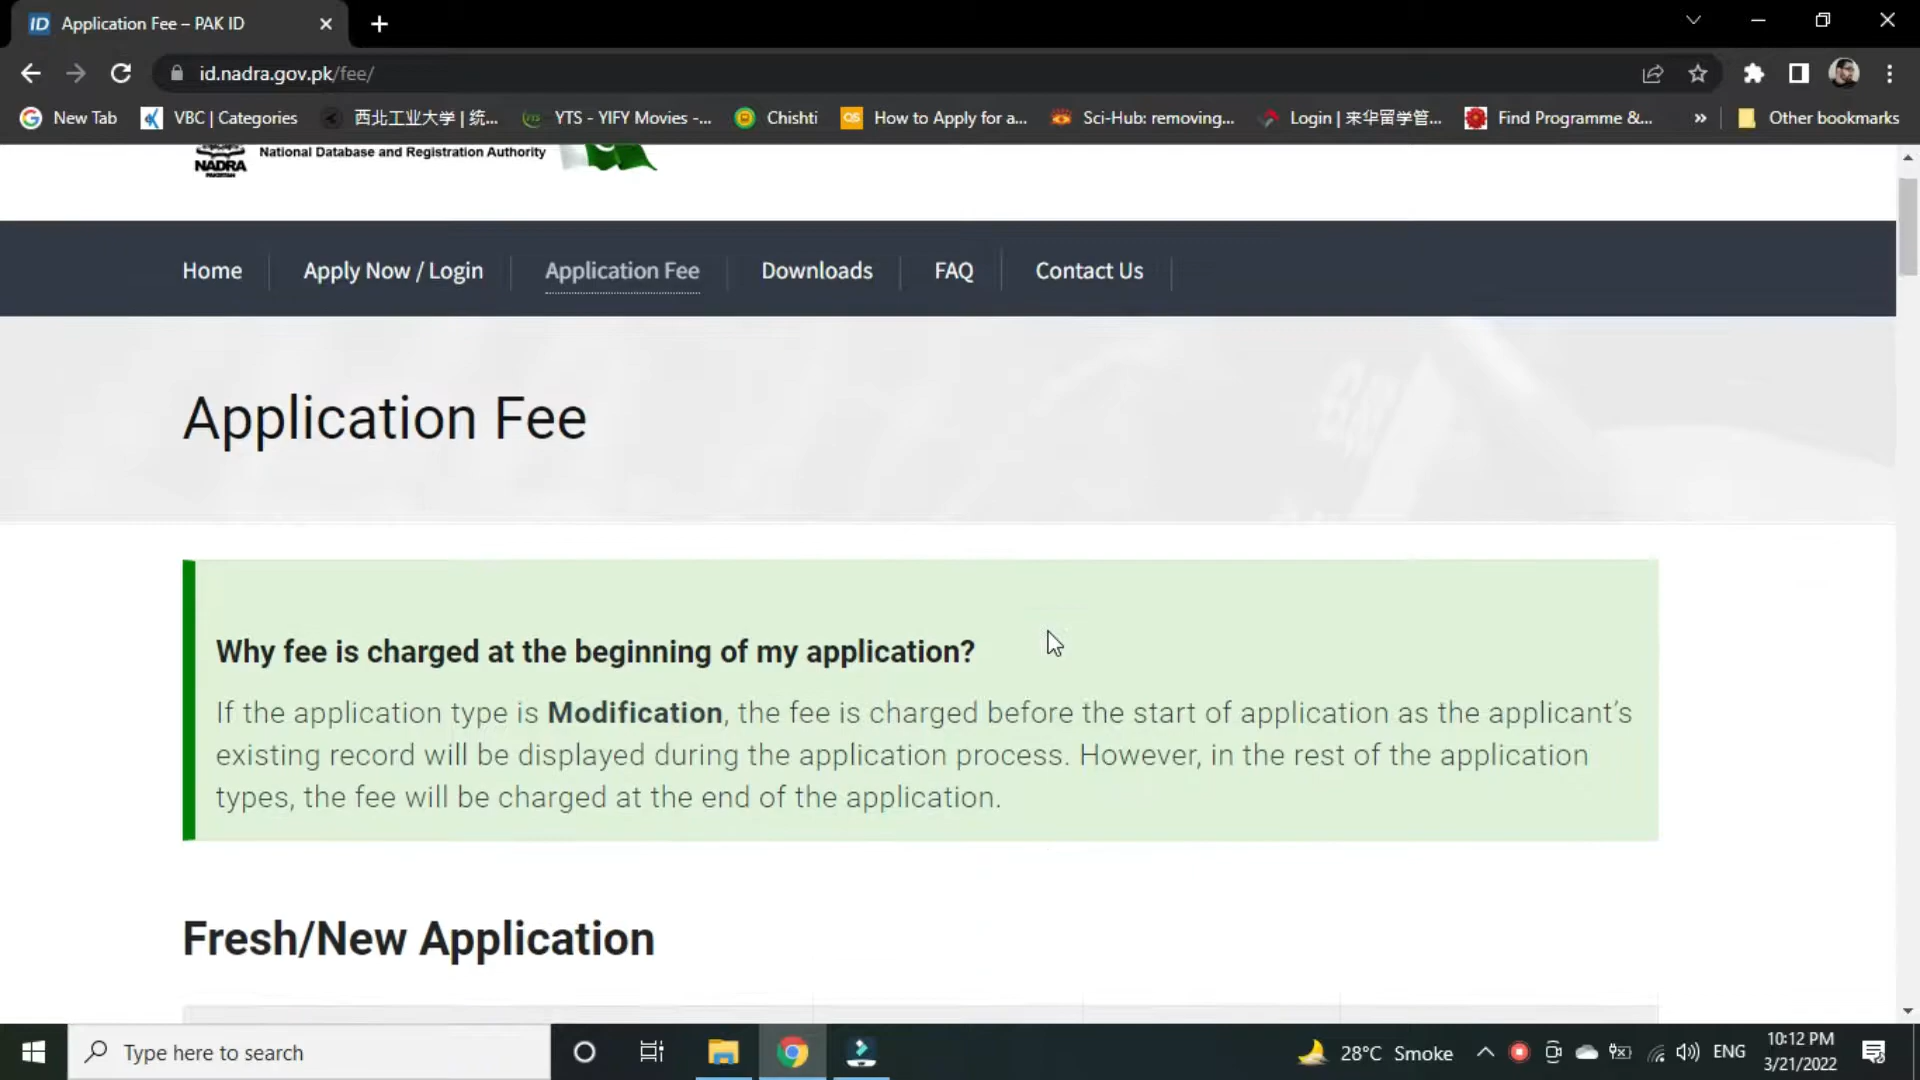 Application Fee – PAK ID
id.nadra.gov.pk/fee/
New Tab
VBC | Categories
西北工业大学 | 统...
YTS - YIFY Movies -...
Chishti
How to Apply for a...
Sci-Hub: removing...
Login | 来华留学管...
Find Programme &...
»
Other bookmarks
NADRA
PAKISTAN
National Database and Registration Authority
Home
Apply Now / Login
Application Fee
Downloads
FAQ
Contact Us
Application Fee
Why fee is charged at the beginning of my application?
If the application type is Modification, the fee is charged before the start of application as the applicant’s
existing record will be displayed during the application process. However, in the rest of the application
types, the fee will be charged at the end of the application.
Fresh/New Application
Type here to search
28°C Smoke
ENG
10:12 PM
3/21/2022